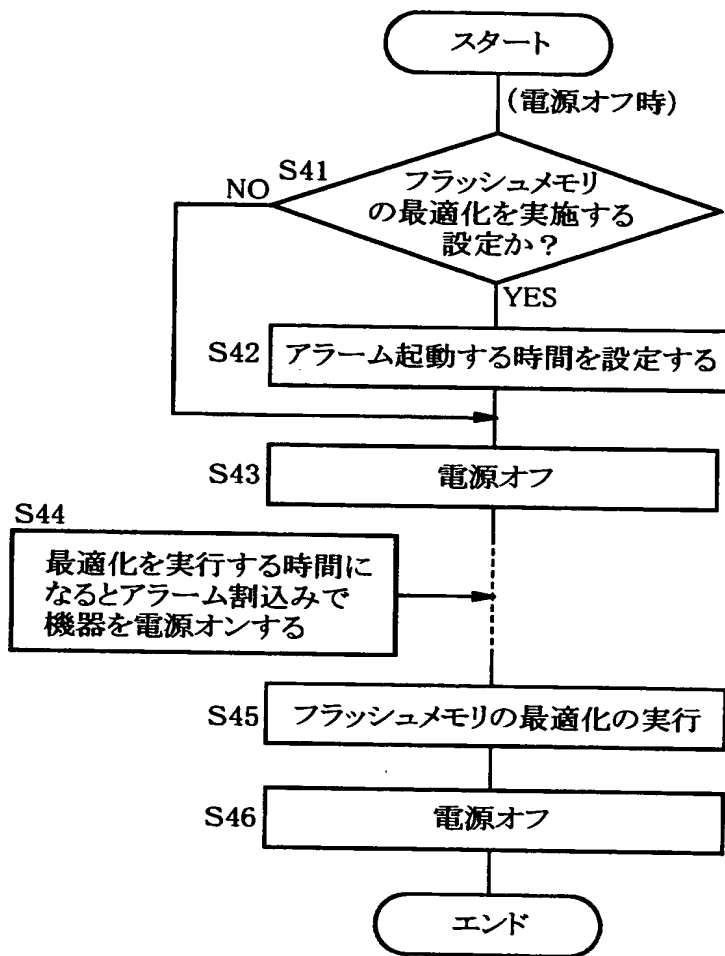 スタート
(電源オフ時)
S41
NO
フラッシュメモリ
の最適化を実施する
設定か？
YES
S42
アラーム起動する時間を設定する
S43
電源オフ
S44
最適化を実行する時間に
なるとアラーム割込みで
機器を電源オンする
S45
フラッシュメモリの最適化の実行
S46
電源オフ
エンド